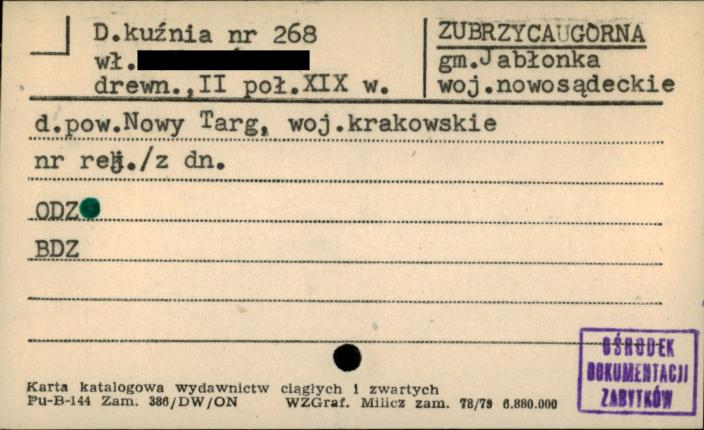 D.kuźnia nr 268
wł.
drewn.,II poł.XIX w.
ZUBRZYCAUGÓRNA
gm.Jabłonka
woj.nowosądeckie
d.pow.Nowy Targ, woj.krakowskie
nr rej./z dn.
ODZ
BDZ
OŚRODEK
DOKUMENTACJI
ZABYTKÓW
Karta katalogowa wydawnictw ciągłych i zwartych
Pu-B-144 Zam. 386/DW/ON WZGraf. Milicz zam. 78/79 6.880.000